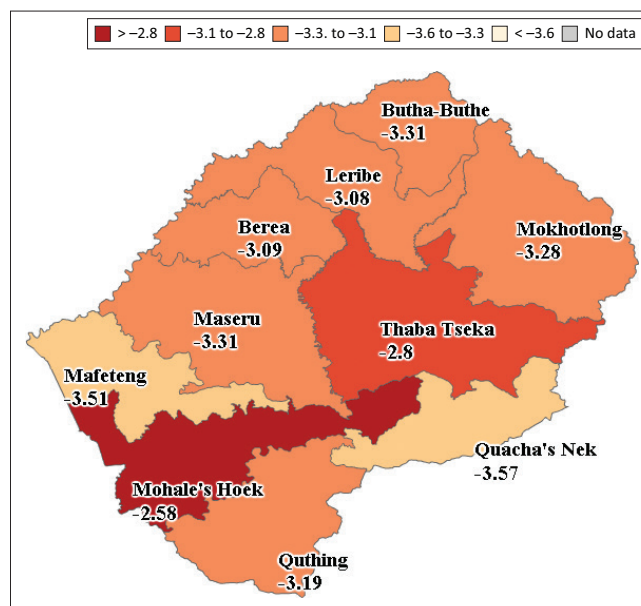 > –2.8 –3.1 to –2.8 –3.3. to –3.1 –3.6 to –3.3 < –3.6 No data
Butha-Buthe
-3.31
Leribe
-3.08
Berea
-3.09
Mokhotlong
-3.28
Maseru
-3.31
Thaba Tseka
-2.8
Mafeteng
-3.51
Quacha's Nek
-3.57
Mohale's Hoek
-2.58
Quthing
-3.19